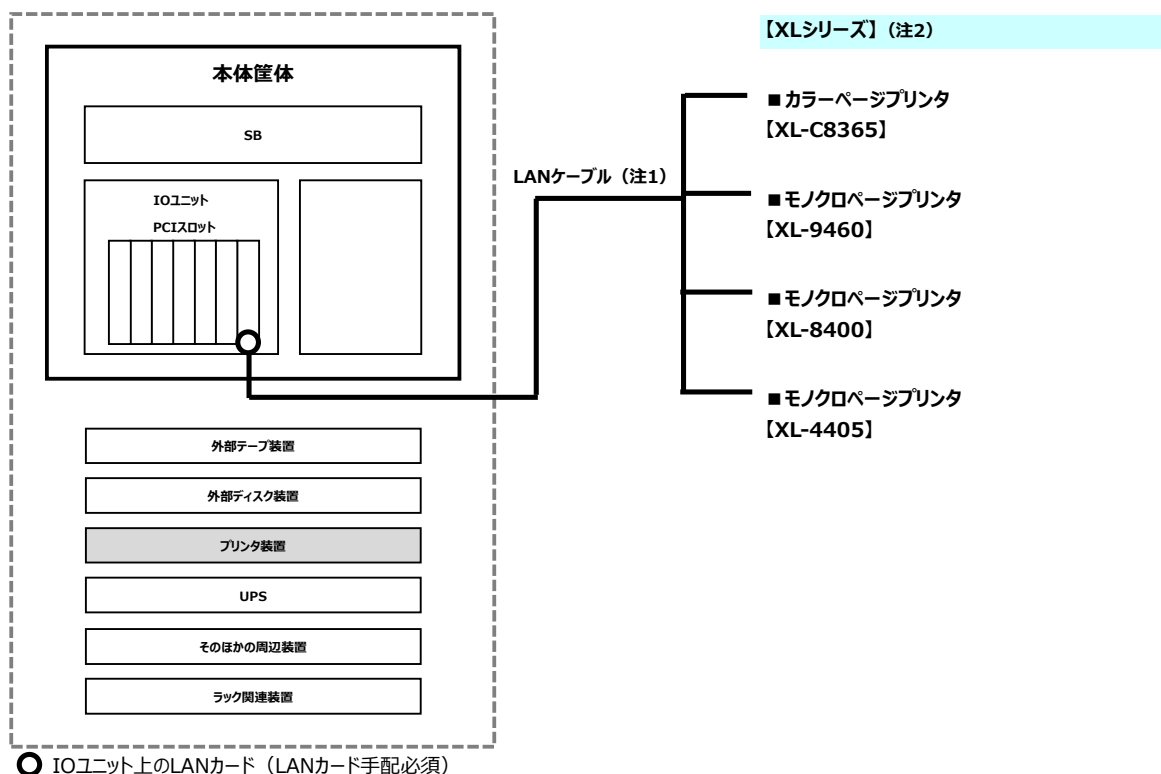 本体筐体
SB
IOユニット
PCIスロット
外部テープ装置
外部ディスク装置
プリンタ装置
UPS
そのほかの周辺装置
ラック関連装置
IOユニット上のLANカード（LANカード手配必須）
LANケーブル（注1）
【XLシリーズ】（注2）
■カラーページプリンタ
【XL-C8365】
■モノクロページプリンタ
【XL-9460】
■モノクロページプリンタ
【XL-8400】
■モノクロページプリンタ
【XL-4405】